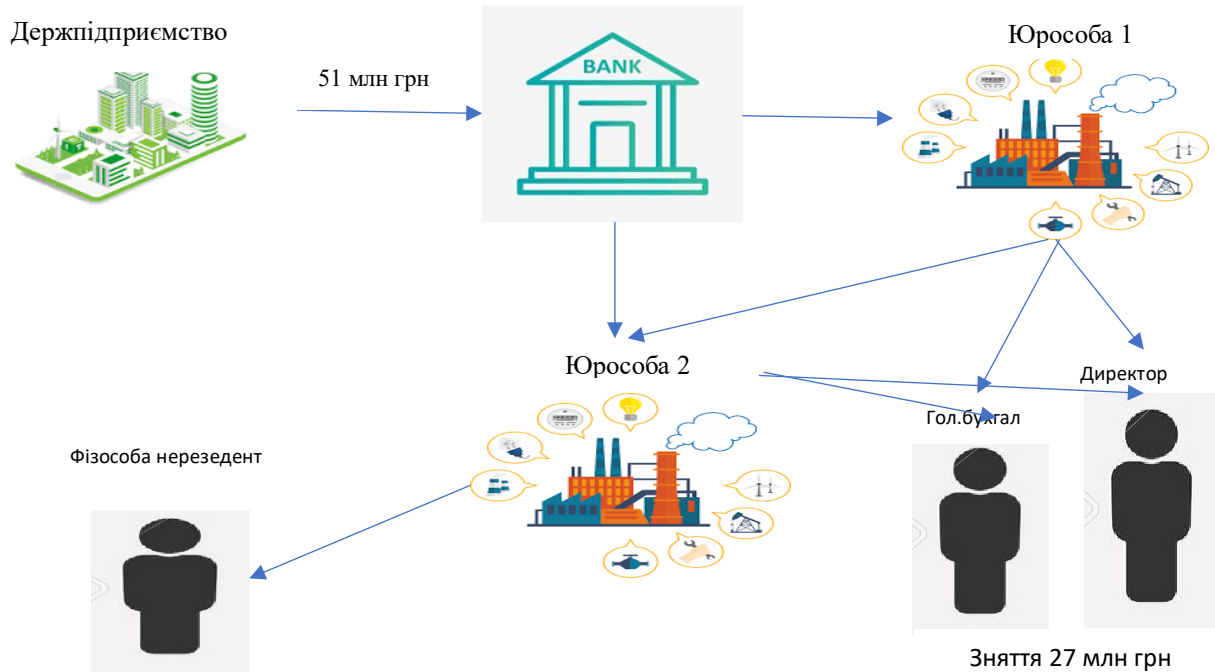 Держпідприємство
Юрособа 1
51 млн грн
BANK
Юрособа 2
Директор
Гол.бухгал
Фізособа нерезедент
Зняття 27 млн грн